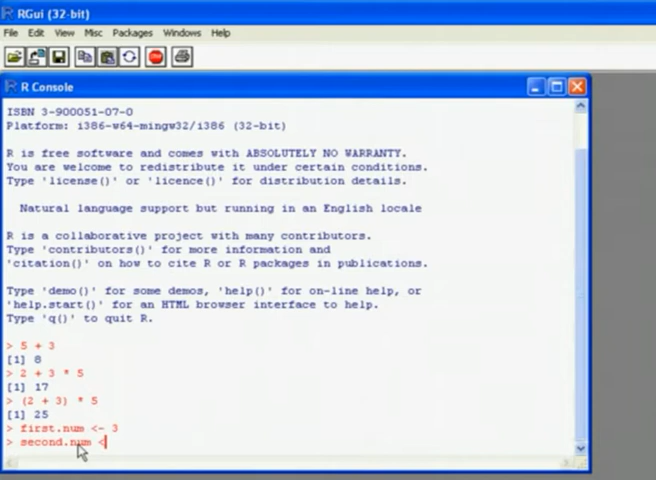 RGui (32-bit)
File Edit View Misc Packages Windows Help
R Console
ISBN 3-900051-07-0
Platform: i386-w64-mingw32/i386 (32-bit)
R is free software and comes with ABSOLUTELY NO WARRANTY.
You are welcome to redistribute it under certain conditions.
Type 'license()' or 'licence()' for distribution details.
Natural language support but running in an English locale
R is a collaborative project with many contributors.
Type 'contributors()' for more information and
'citation()' on how to cite R or R packages in publications.
Type 'demo()' for some demos, 'help()' for on-line help, or
'help.start()' for an HTML browser interface to help.
Type 'q()' to quit R.
> 5 + 3
[1] 8
> 2 + 3 * 5
[1] 17
> (2 + 3) * 5
[1] 25
> first.num <- 3
> second.num <